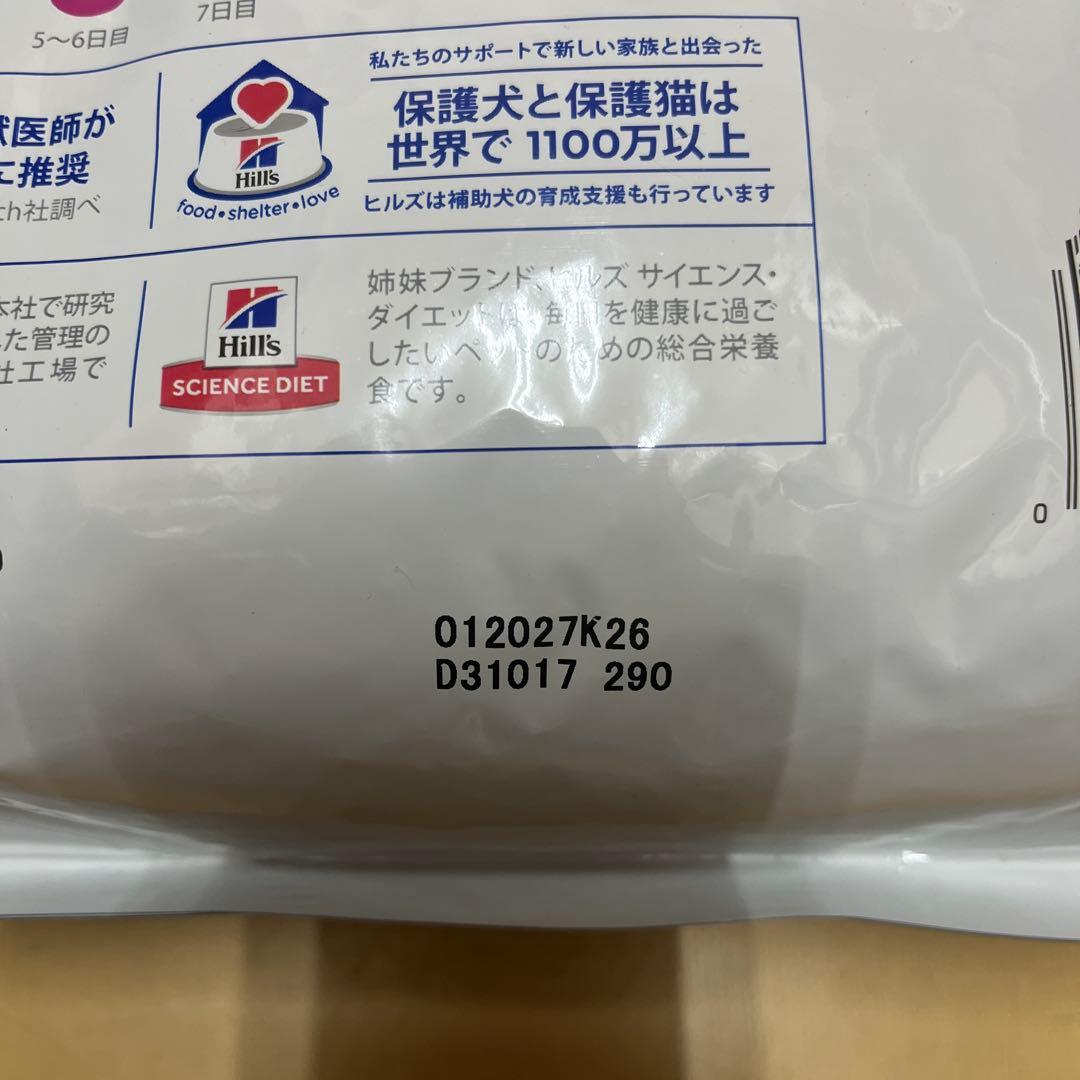 5〜6日目
7日目
獣医師が
に推奨
ch社調べ
Hill's
food•shelter•love
私たちのサポートで新しい家族と出会った
保護犬と保護猫は
世界で 1100万以上
ヒルズは補助犬の育成支援も行っています
本社で研究
した管理の
社工場で
Hill's
SCIENCE DIET
姉妹ブランド、ヒルズ サイエンス・
ダイエットは、毎日を健康に過ご
したいペットのための総合栄養
食です。
0
012027K26
D31017 290